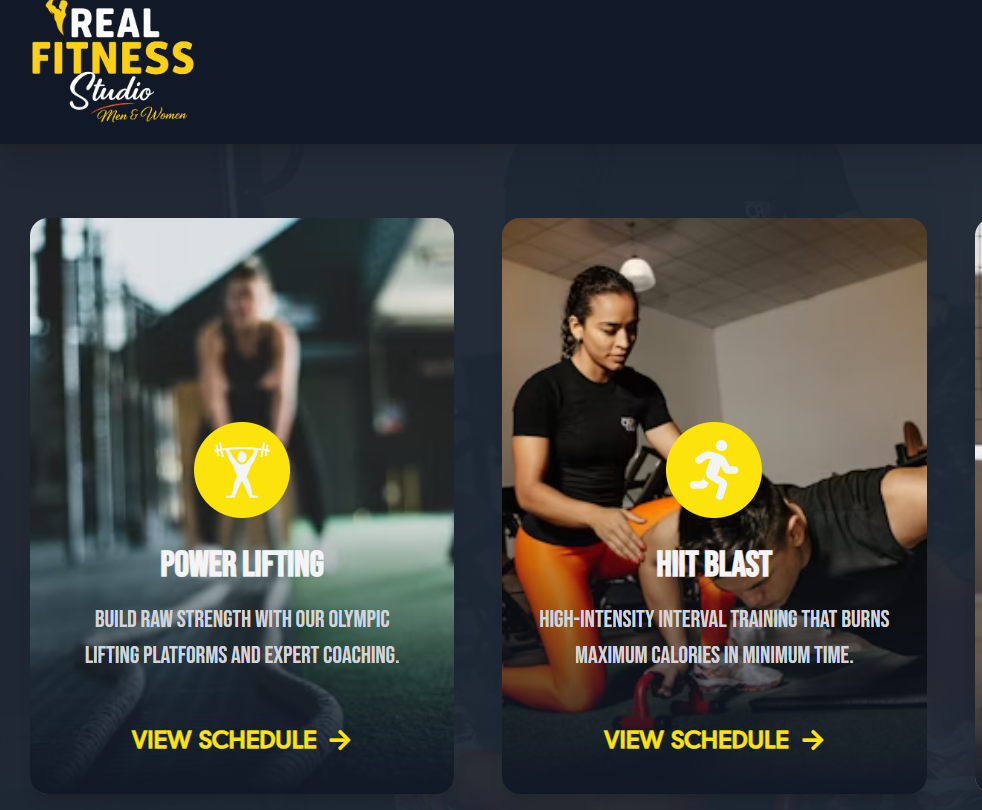 REAL
FITNESS
Studio
Men & Women
POWER LIFTING
BUILD RAW STRENGTH WITH OUR OLYMPIC
LIFTING PLATFORMS AND EXPERT COACHING.
VIEW SCHEDULE →
HIIT BLAST
HIGH-INTENSITY INTERVAL TRAINING THAT BURNS
MAXIMUM CALORIES IN MINIMUM TIME.
VIEW SCHEDULE →